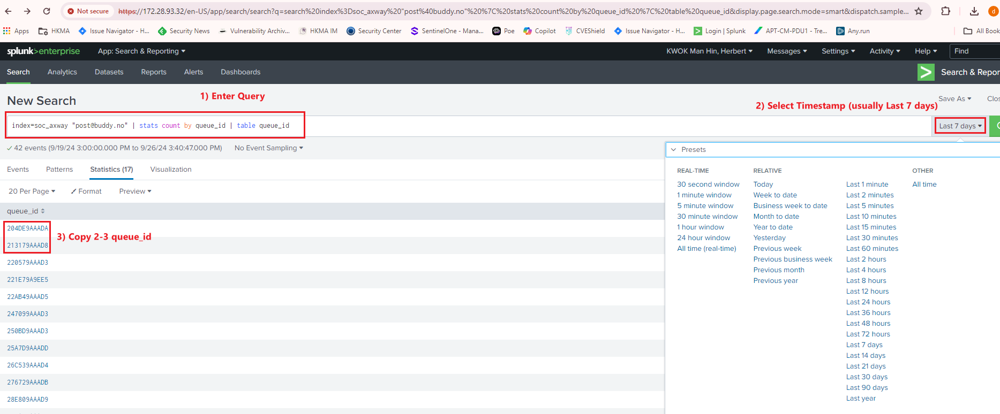 Not secure https://172.28.93.32/en-US/app/search/search?q=search%20index%3Dsoc_axway%20"post%40buddy.no"%20%7C%20stats%20count%20by%20queue_id%20%7C%20table%20queue_id&display.page.search.mode=smart&dispatch.sample... d
Apps HKMA Issue Navigator - H... Security News Vulnerability Archiv... HKMA IM Security Center SentinelOne - Mana... Poe Copilot CVEShield Issue Navigator - H... Login | Splunk APT-CM-PDU1 - Tre... Any.run All Book
splunk>enterprise App: Search & Reporting KWOK Man Hin, Herbert Messages Settings Activity Help Find
Search Analytics Datasets Reports Alerts Dashboards Search & Repor
New Search
1) Enter Query
Save As Clos
2) Select Timestamp (usually Last 7 days)
index=soc_axway "post@buddy.no" | stats count by queue_id | table queue_id
Last 7 days
42 events (9/19/24 3:00:00.000 PM to 9/26/24 3:40:47.000 PM) No Event Sampling
Events Patterns Statistics (17) Visualization
20 Per Page Format Preview
queue_id
204DE9AAADA
213179AAAD8
3) Copy 2-3 queue_id
220579AAAD3
221E79A9EE5
22AB49AAAD5
247099AAAD3
250BD9AAAD3
25A7D9AAADD
26C539AAAD4
276729AAADB
28E809AAAD9
Presets
REAL-TIME
30 second window
1 minute window
5 minute window
30 minute window
1 hour window
24 hour window
All time (real-time)
RELATIVE
Today
Week to date
Business week to date
Month to date
Year to date
Yesterday
Previous week
Previous business week
Previous month
Previous year
Last 1 minute
Last 2 minutes
Last 5 minutes
Last 10 minutes
Last 15 minutes
Last 30 minutes
Last 60 minutes
Last 2 hours
Last 4 hours
Last 8 hours
Last 12 hours
Last 24 hours
Last 36 hours
Last 48 hours
Last 72 hours
Last 7 days
Last 14 days
Last 21 days
Last 30 days
Last 90 days
Last year
OTHER
All time